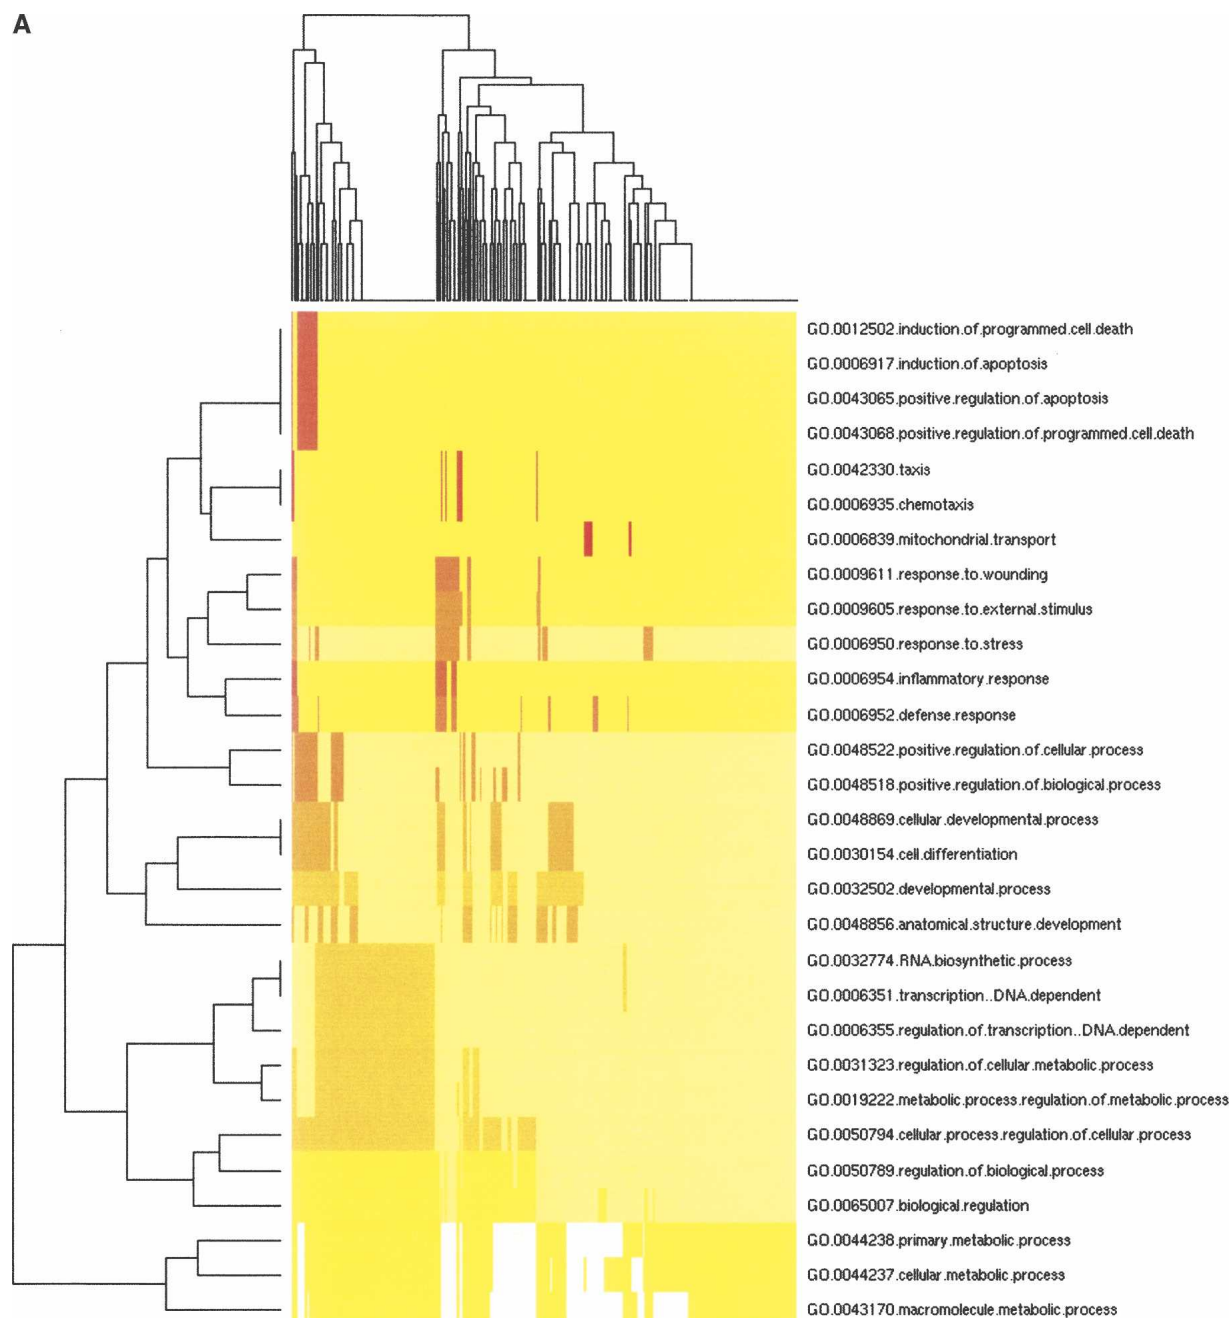 A
GO.0012502.induction.of.programmed.cell.death
GO.0006917.induction.of.apoptosis
GO.0043065.positive.regulation.of.apoptosis
GO.0043068.positive.regulation.of.programmed.cell.death
GO.0042330.taxis
GO.0006935.chemotaxis
GO.0006839.mitochondrial.transport
GO.0009611.response.to.wounding
GO.0009605.response.to.external.stimulus
GO.0006950.response.to.stress
GO.0006954.inflammatory.response
GO.0006952.defense.response
GO.0048522.positive.regulation.of.cellular.process
GO.0048518.positive.regulation.of.biological.process
GO.0048869.cellular.developmental.process
GO.0030154.cell.differentiation
GO.0032502.developmental.process
GO.0048856.anatomical.structure.development
GO.0032774.RNA.biosynthetic.process
GO.0006351.transcription..DNA.dependent
GO.0006355.regulation.of.transcription..DNA.dependent
GO.0031323.regulation.of.cellular.metabolic.process
GO.0019222.metabolic.process.regulation.of.metabolic.process
GO.0050794.cellular.process.regulation.of.cellular.process
GO.0050789.regulation.of.biological.process
GO.0065007.biological.regulation
GO.0044238.primary.metabolic.process
GO.0044237.cellular.metabolic.process
GO.0043170.macromolecule.metabolic.process